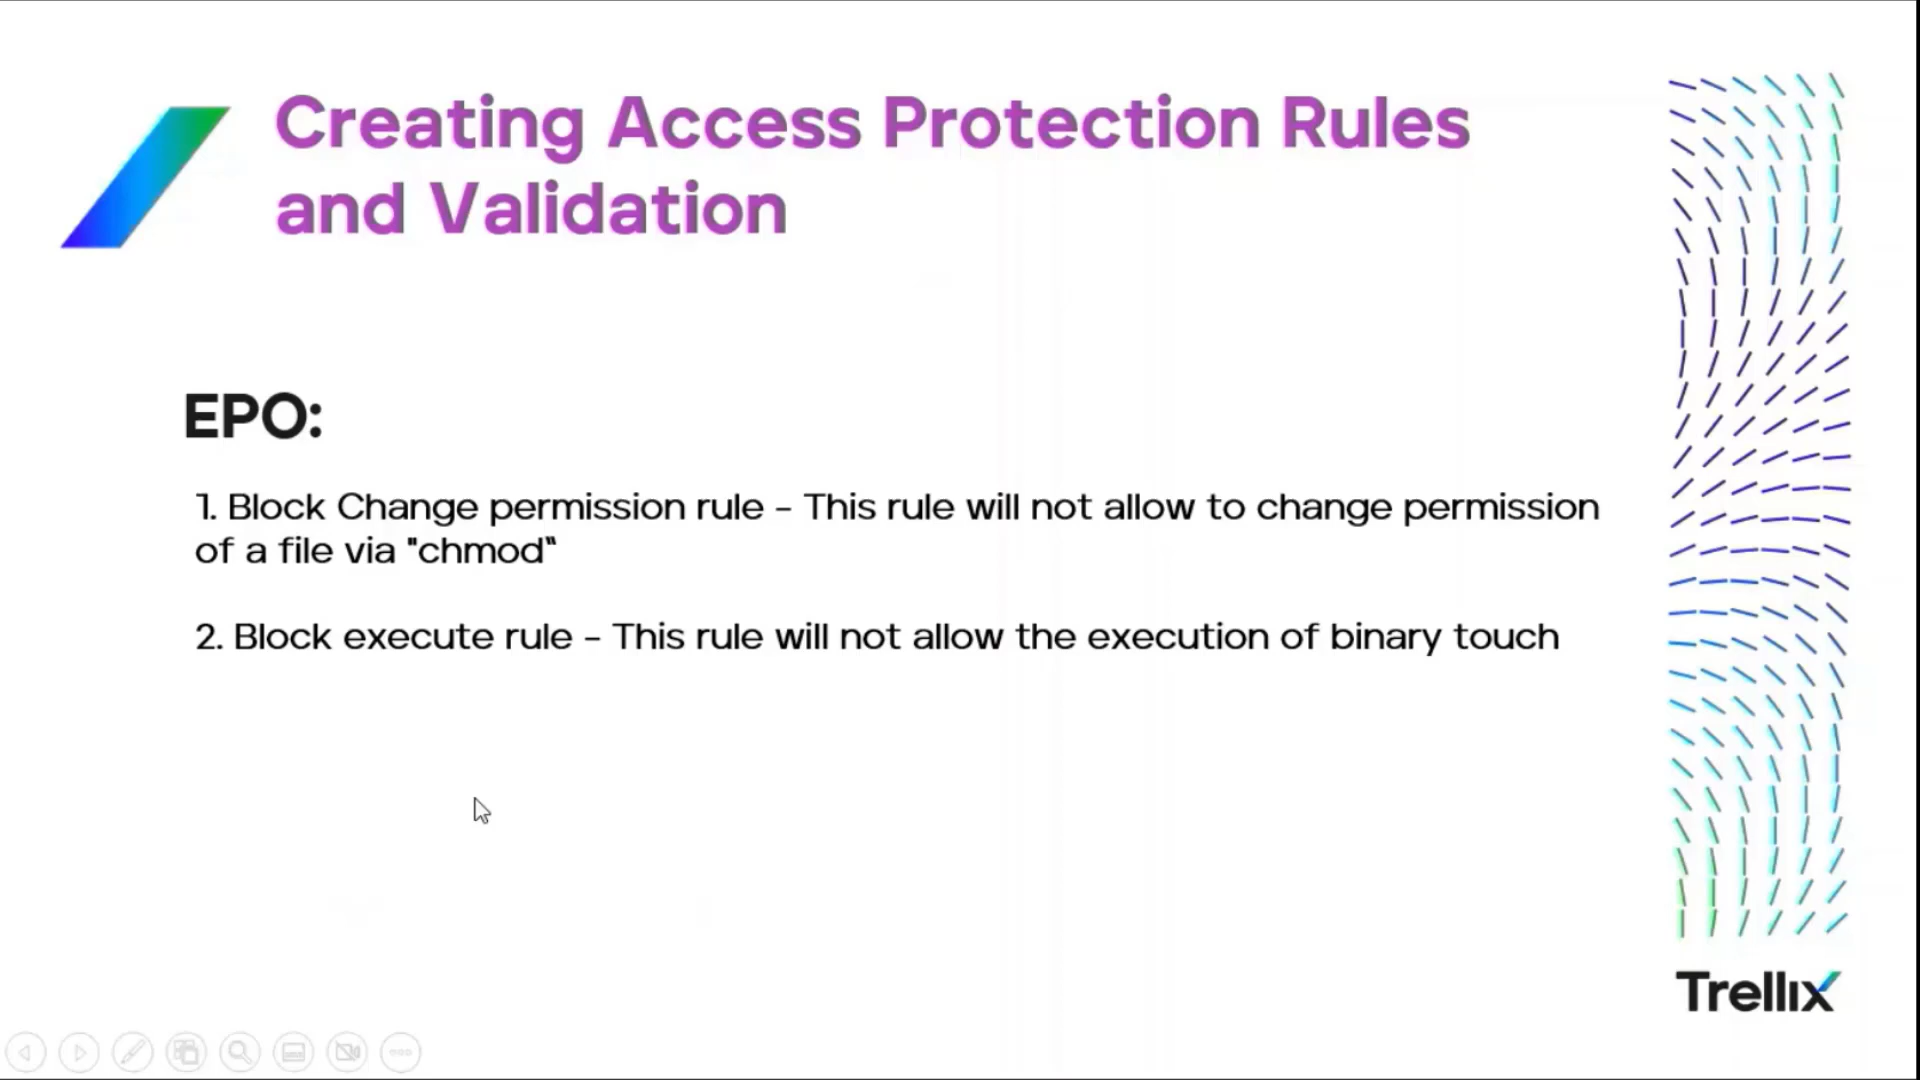 Creating Access Protection Rules
and Validation
EPO:
1. Block Change permission rule – This rule will not allow to change permission
of a file via "chmod“
2. Block execute rule – This rule will not allow the execution of binary touch
Trellix